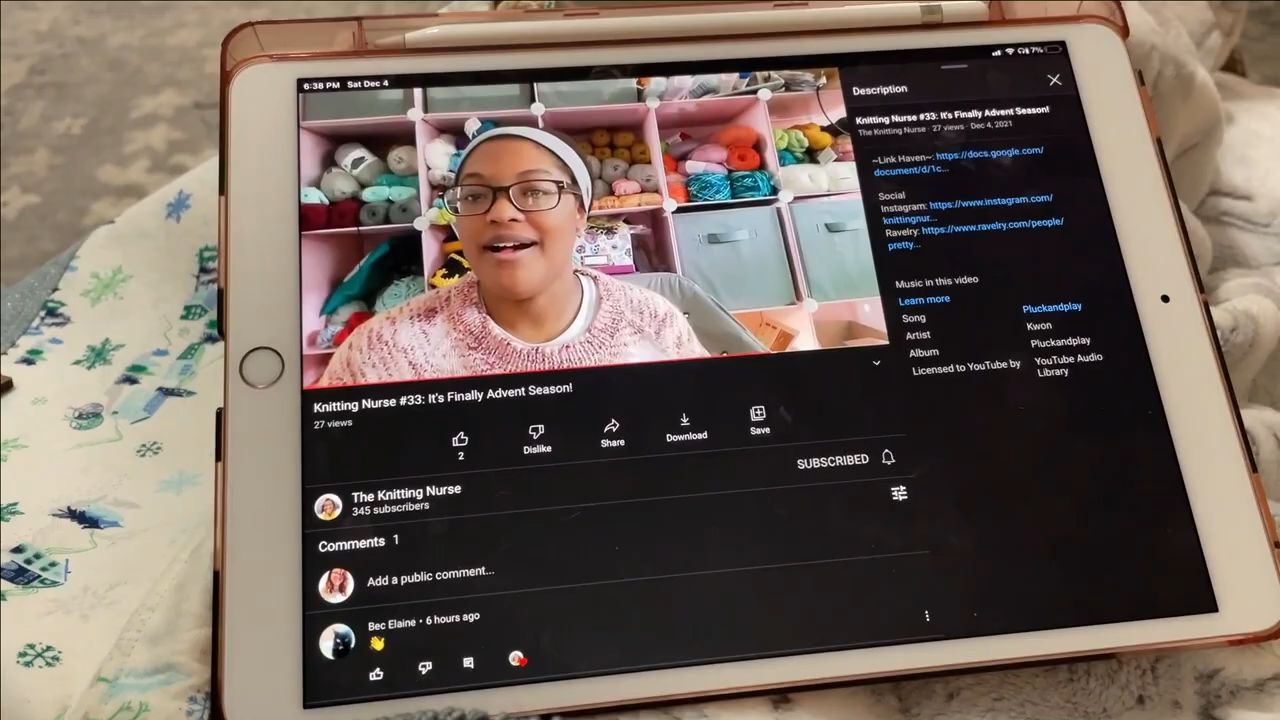 6:38 PM Sat Dec 4
7%
Description
Knitting Nurse #33: It's Finally Advent Season!
The Knitting Nurse · 27 views · Dec 4, 2021
~Link Haven~: https://docs.google.com/
document/d/1c...
Social
Instagram: https://www.instagram.com/
knittingnur...
Ravelry: https://www.ravelry.com/people/
pretty...
Music in this video
Learn more
Song Pluckandplay
Artist Kwon
Album Pluckandplay
Licensed to YouTube by YouTube Audio
Library
Knitting Nurse #33: It's Finally Advent Season!
27 views
2
Dislike
Share
Download
Save
The Knitting Nurse
345 subscribers
SUBSCRIBED
Comments 1
Add a public comment...
Bec Elaine • 6 hours ago
👋